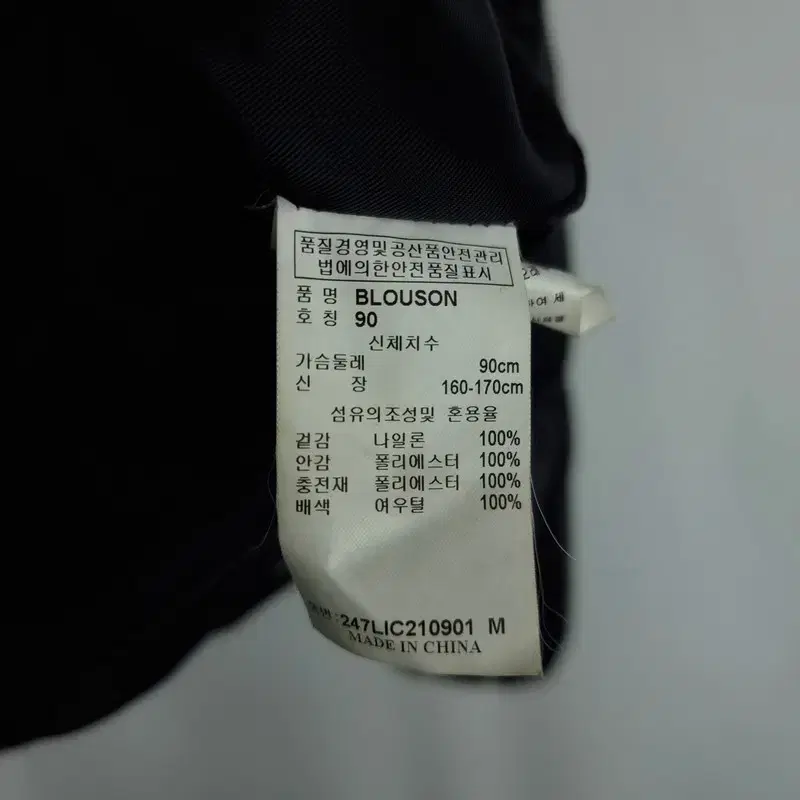 품질경영및공산품안전관리
법에의한안전품질표시
품 명 BLOUSON
호 칭 90
신체치수
가슴둘레 90cm
신 장 160-170cm
섬유의조성및 혼용율
겉감 나일론 100%
안감 폴리에스터 100%
충전재 폴리에스터 100%
배색 여우털 100%
247LIC210901 M
MADE IN CHINA